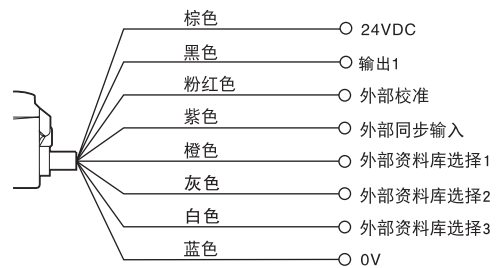 棕色 24VDC
黑色 输出1
粉红色 外部校准
紫色 外部同步输入
橙色 外部资料库选择1
灰色 外部资料库选择2
白色 外部资料库选择3
蓝色 0V